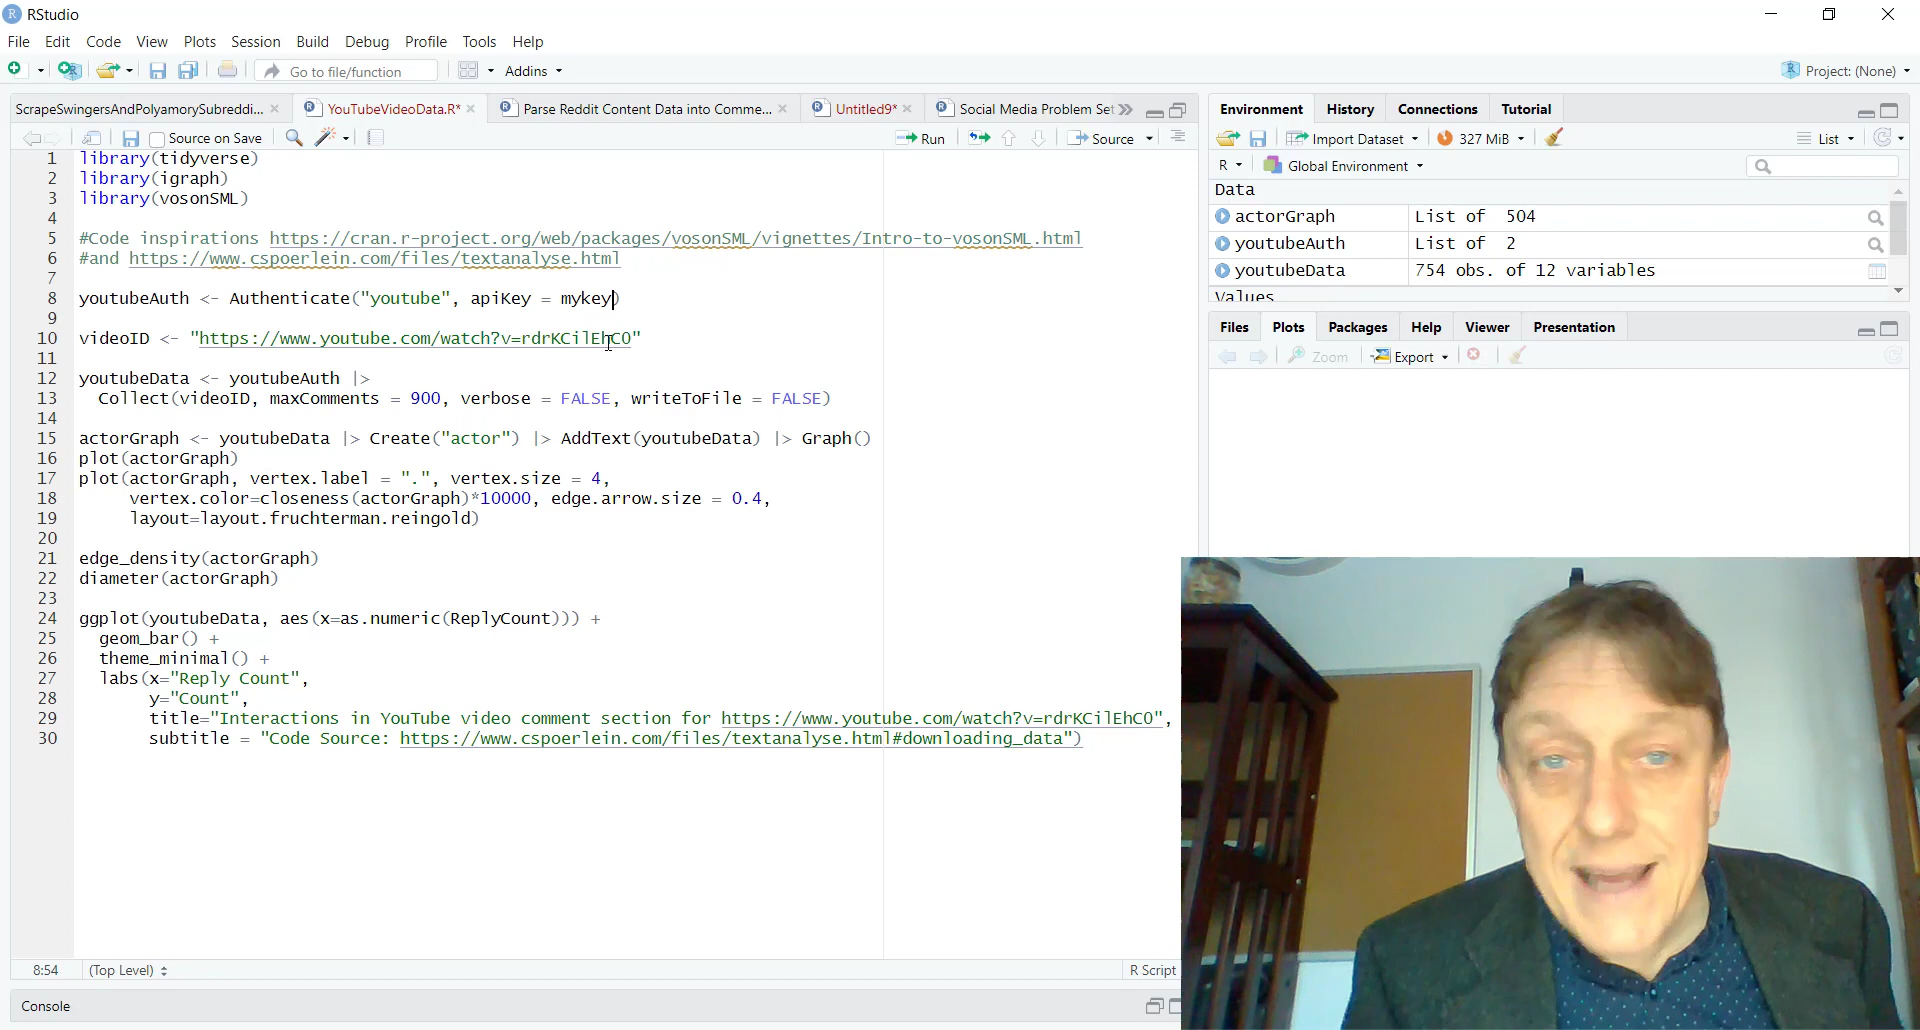 RStudio
File Edit Code View Plots Session Build Debug Profile Tools Help
Go to file/function Addins Project: (None)
ScrapeSwingersAndPolyamorySubreddi... YouTubeVideoData.R* Parse Reddit Content Data into Comme... Untitled9* Social Media Problem Set
Source on Save Run Source
1 library(tidyverse)
2 library(igraph)
3 library(vosonSML)
4
5 #Code inspirations https://cran.r-project.org/web/packages/vosonSML/vignettes/Intro-to-vosonSML.html
6 #and https://www.cspoerlein.com/files/textanalyse.html
7
8 youtubeAuth <- Authenticate("youtube", apiKey = mykey)
9
10 videoID <- "https://www.youtube.com/watch?v=rdrKCilEhC0"
11
12 youtubeData <- youtubeAuth |>
13 Collect(videoID, maxComments = 900, verbose = FALSE, writeToFile = FALSE)
14
15 actorGraph <- youtubeData |> Create("actor") |> AddText(youtubeData) |> Graph()
16 plot(actorGraph)
17 plot(actorGraph, vertex.label = ".", vertex.size = 4,
18 vertex.color=closeness(actorGraph)*10000, edge.arrow.size = 0.4,
19 layout=layout.fruchterman.reingold)
20
21 edge_density(actorGraph)
22 diameter(actorGraph)
23
24 ggplot(youtubeData, aes(x=as.numeric(ReplyCount))) +
25 geom_bar() +
26 theme_minimal() +
27 labs(x="Reply Count",
28 y="Count",
29 title="Interactions in YouTube video comment section for https://www.youtube.com/watch?v=rdrKCilEhC0",
30 subtitle = "Code Source: https://www.cspoerlein.com/files/textanalyse.html#downloading_data")
8:54 (Top Level) R Script
Console
Environment History Connections Tutorial
Import Dataset 327 MiB List
R Global Environment
Data
actorGraph List of 504
youtubeAuth List of 2
youtubeData 754 obs. of 12 variables
Values
Files Plots Packages Help Viewer Presentation
Zoom Export